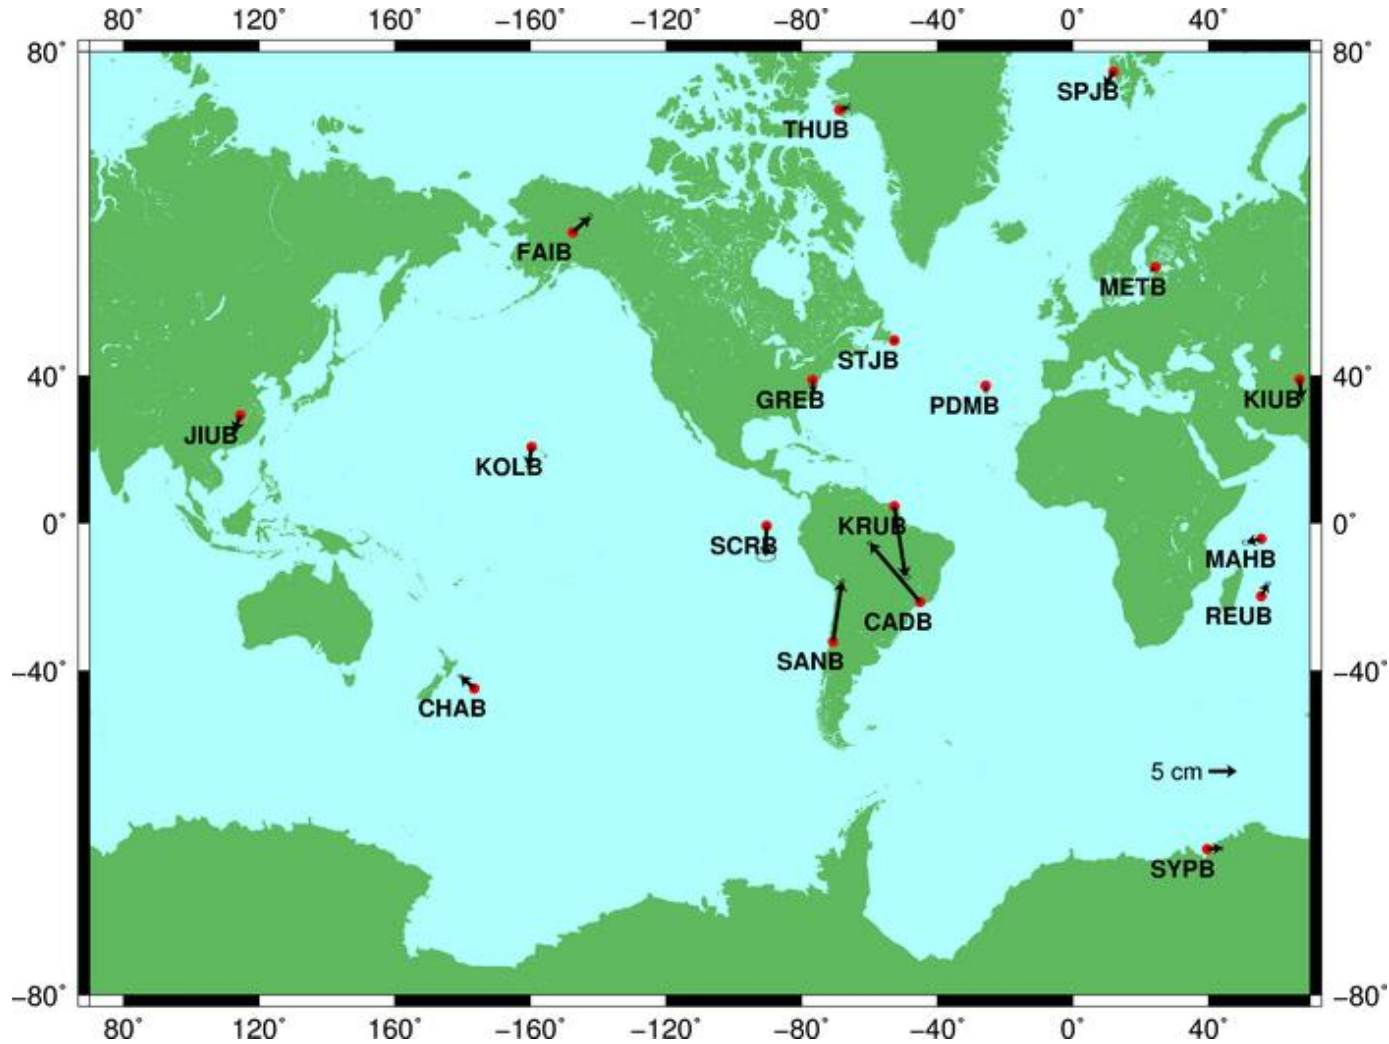 80° 120° 160° −160° −120° −80° −40° 0° 40°
80° 80°
SPJB
THUB
FAIB
METB
STJB
40° 40°
GREB
PDMB
KIUB
JIUB
KOLB
0° 0°
KRUB
SCRB
MAHB
REUB
CADB
SANB
−40° −40°
CHAB
5 cm
SYPB
−80° −80°
80° 120° 160° −160° −120° −80° −40° 0° 40°